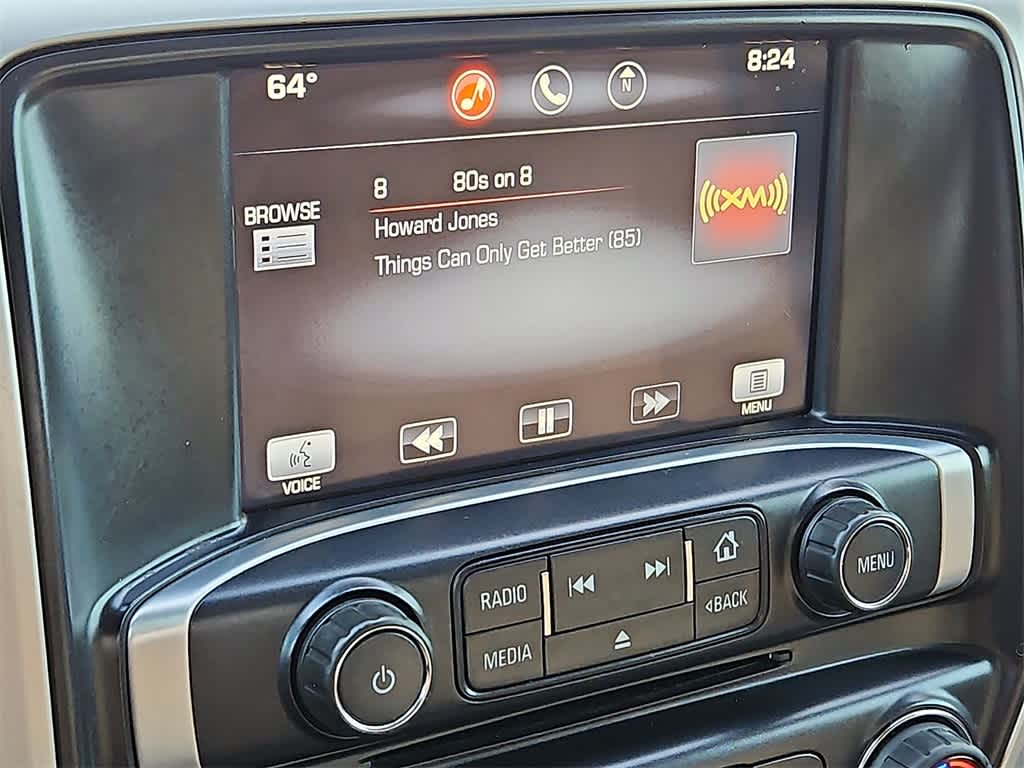 64°
N
8:24
8 80s on 8
BROWSE
Howard Jones
Things Can Only Get Better (85)
((XM))
VOICE
MENU
RADIO
MEDIA
BACK
MENU